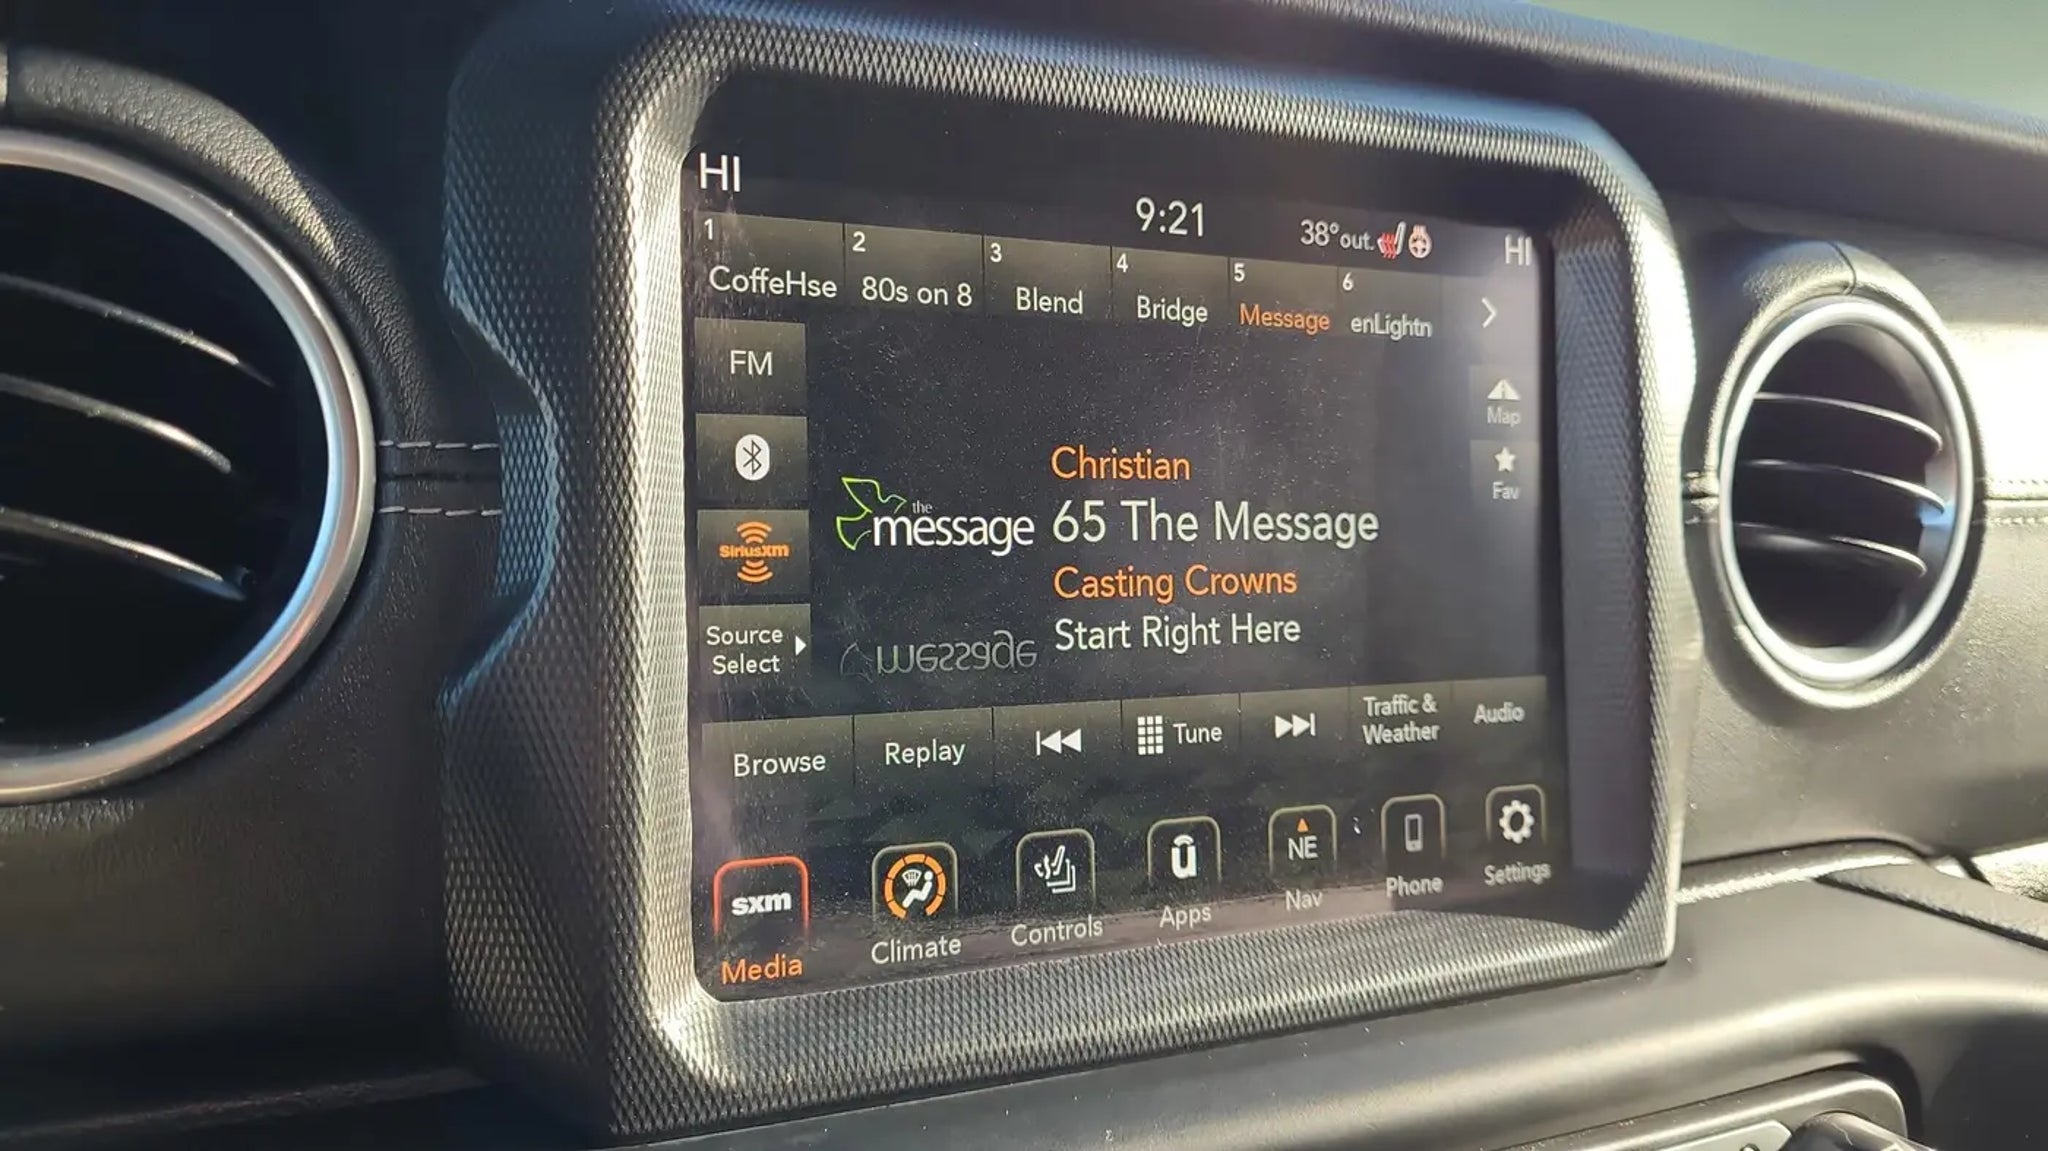 HI
9:21
38°out.
HI
1
CoffeHse
2
80s on 8
3
Blend
4
Bridge
5
Message
6
enLightn
FM
Map
Fav
SiriusXM
Source
Select
the
message
Christian
65 The Message
Casting Crowns
Start Right Here
message
Browse
Replay
Tune
Traffic &
Weather
Audio
sxm
Media
Climate
Controls
û
Apps
NE
Nav
Phone
Settings